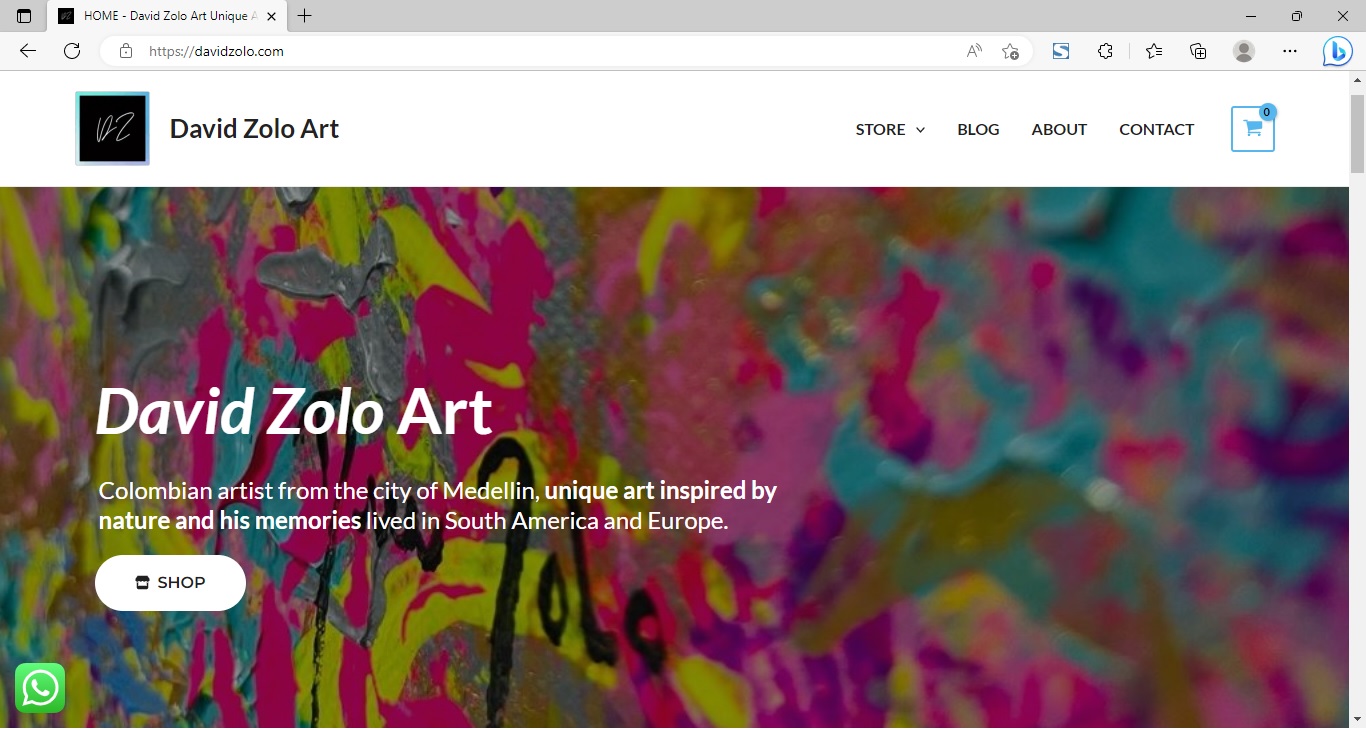 HOME - David Zolo Art Unique A
https://davidzolo.com
DZ
David Zolo Art
STORE
BLOG
ABOUT
CONTACT
0
David Zolo Art
Colombian artist from the city of Medellin, unique art inspired by
nature and his memories lived in South America and Europe.
SHOP